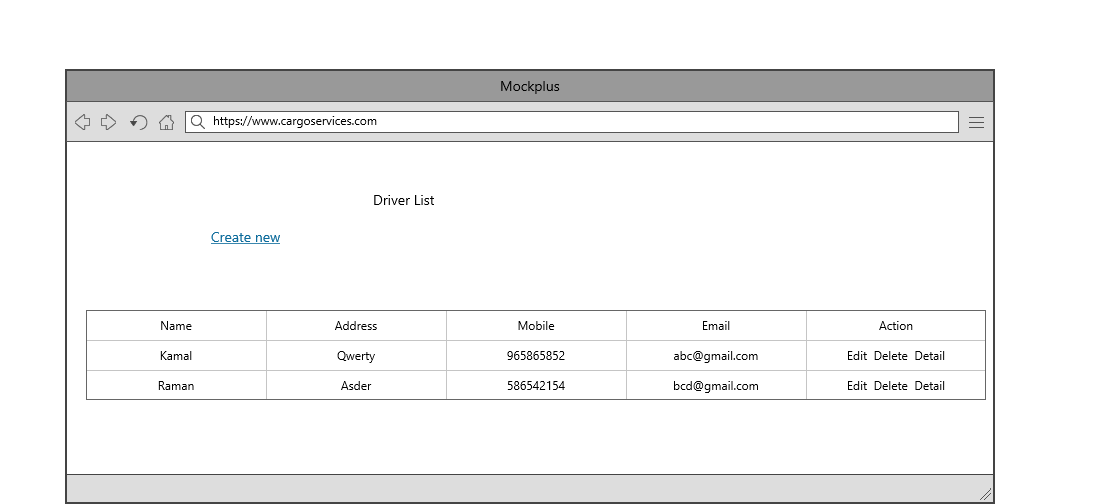 Mockplus
https://www.cargoservices.com
Driver List
Create new
Name Address Mobile Email Action
Kamal Qwerty 965865852 abc@gmail.com Edit Delete Detail
Raman Asder 586542154 bcd@gmail.com Edit Delete Detail